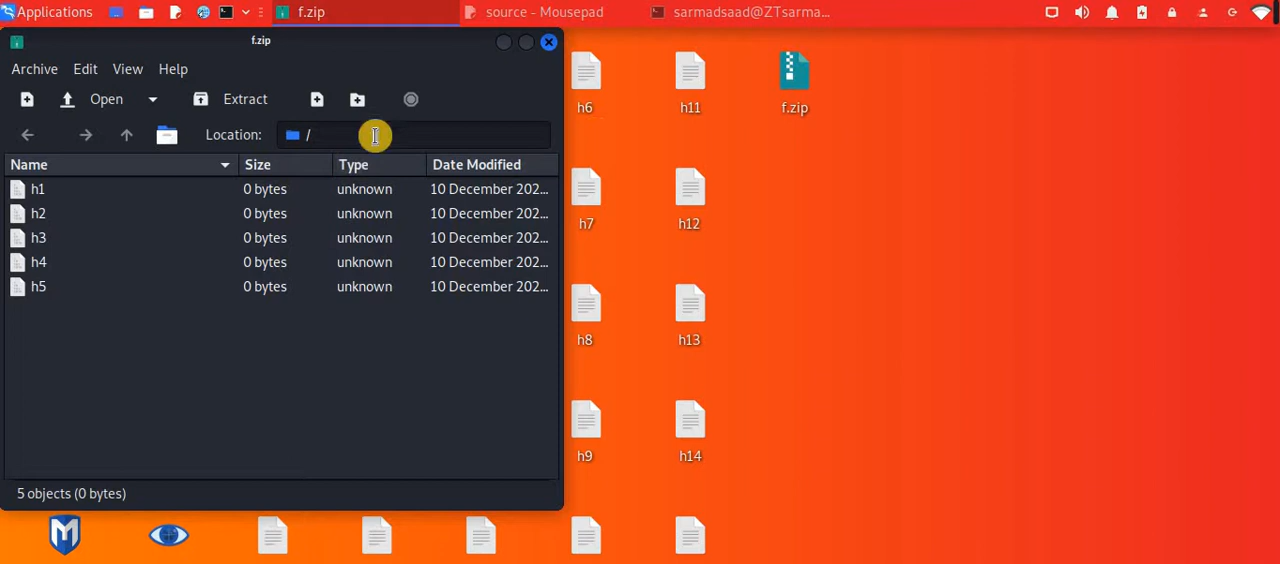 Applications f.zip source - Mousepad sarmadsaad@ZTsarma...
f.zip
Archive Edit View Help
Open Extract
Location: /
Name Size Type Date Modified
h1 0 bytes unknown 10 December 202...
h2 0 bytes unknown 10 December 202...
h3 0 bytes unknown 10 December 202...
h4 0 bytes unknown 10 December 202...
h5 0 bytes unknown 10 December 202...
5 objects (0 bytes)
h6 h11 f.zip
h7 h12
h8 h13
h9 h14